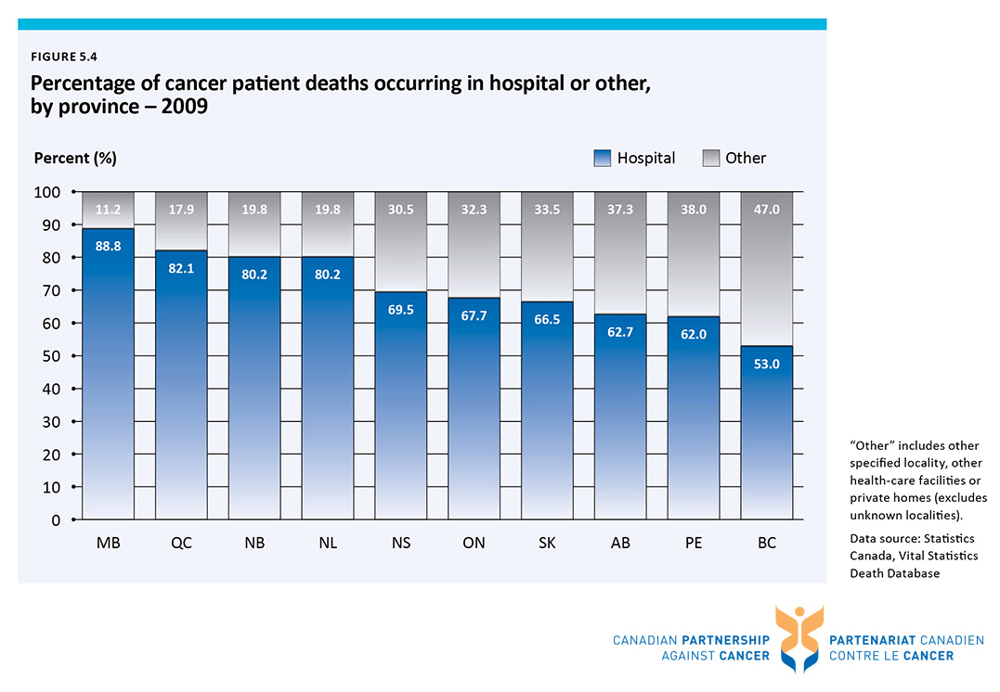 FIGURE 5.4
Percentage of cancer patient deaths occurring in hospital or other,
by province – 2009
Percent (%)
Hospital
Other
100
90
80
70
60
50
40
30
20
10
0
11.2
17.9
19.8
19.8
30.5
32.3
33.5
37.3
38.0
47.0
88.8
82.1
80.2
80.2
69.5
67.7
66.5
62.7
62.0
53.0
MB
QC
NB
NL
NS
ON
SK
AB
PE
BC
“Other” includes other
specified locality, other
health-care facilities or
private homes (excludes
unknown localities).
Data source: Statistics
Canada, Vital Statistics
Death Database
CANADIAN PARTNERSHIP
AGAINST CANCER
PARTENARIAT CANADIEN
CONTRE LE CANCER